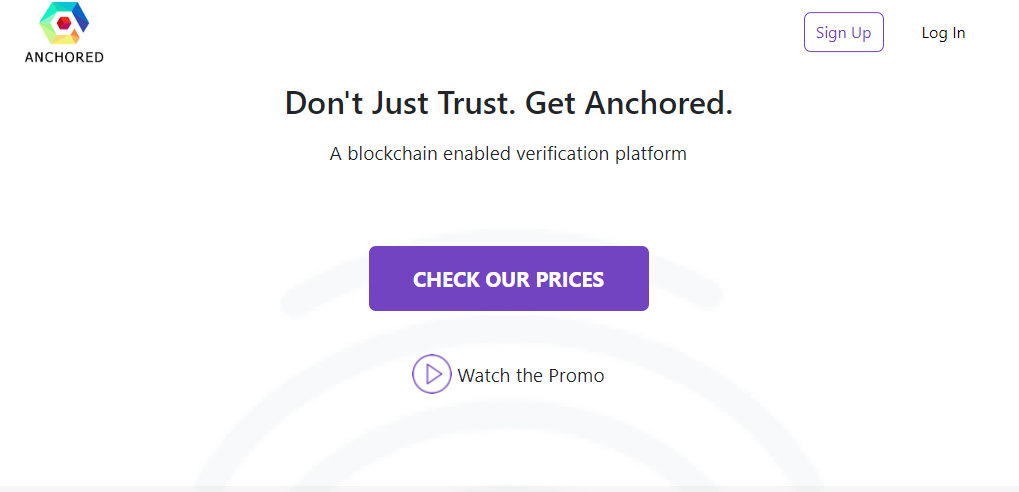 ANCHORED
Sign Up
Log In
Don't Just Trust. Get Anchored.
A blockchain enabled verification platform
CHECK OUR PRICES
Watch the Promo